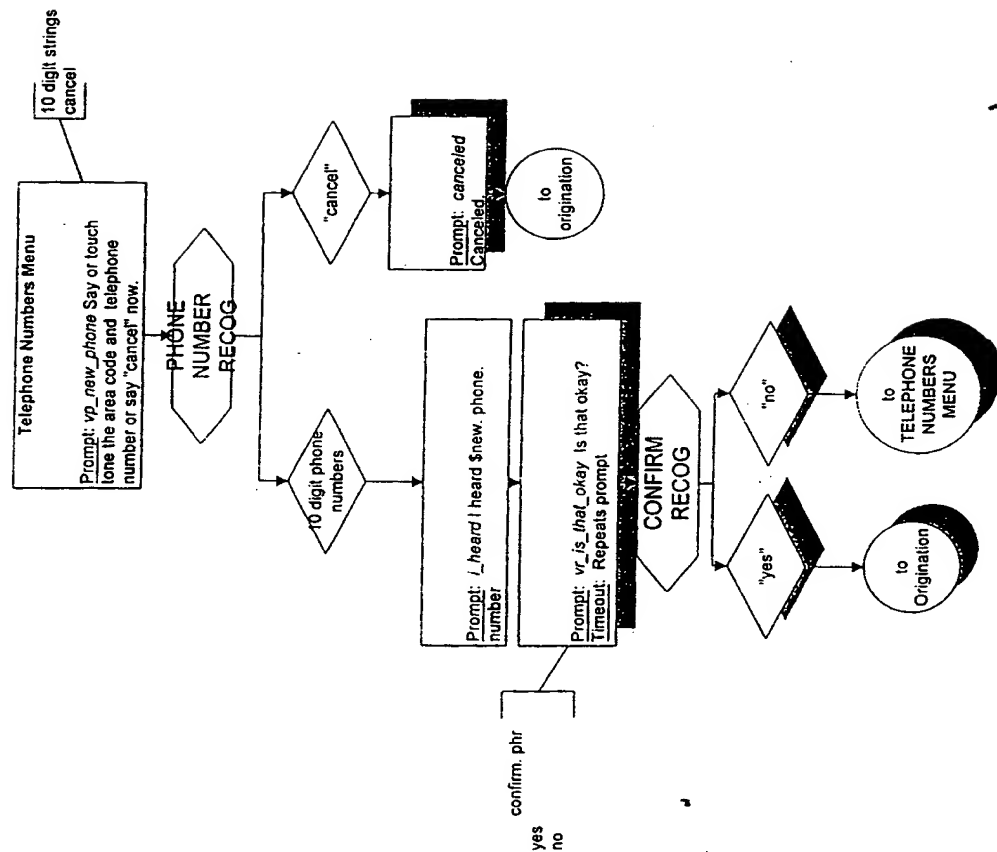 10 digit strings
cancel
Telephone Numbers Menu
Prompt: vp_new_phone Say or touch
tone the area code and telephone
number or say "cancel" now.
PHONE
NUMBER
RECOG
10 digit phone
numbers
"cancel"
Prompt: canceled
Canceled.
to
origination
Prompt: i_heard I heard $new. phone.
number
confirm. phr
yes
no
Prompt: vr_is_that_okay Is that okay?
Timeout: Repeats prompt
CONFIRM
RECOG
"yes"
"no"
to
Origination
to
TELEPHONE
NUMBERS
MENU